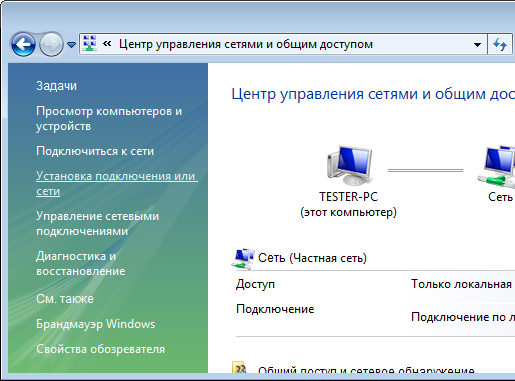 « Центр управления сетями и общим доступом
Задачи
Просмотр компьютеров и
устройств
Подключиться к сети
Установка подключения или
сети
Управление сетевыми
подключениями
Диагностика и
восстановление
См. также
Брандмауэр Windows
Свойства обозревателя
Центр управления сетями и общим дос
TESTER-PC
(этот компьютер)
Сеть
Сеть (Частная сеть)
Доступ
Только локальная
Подключение
Подключение по л
Общий доступ и сетевое обнаружение